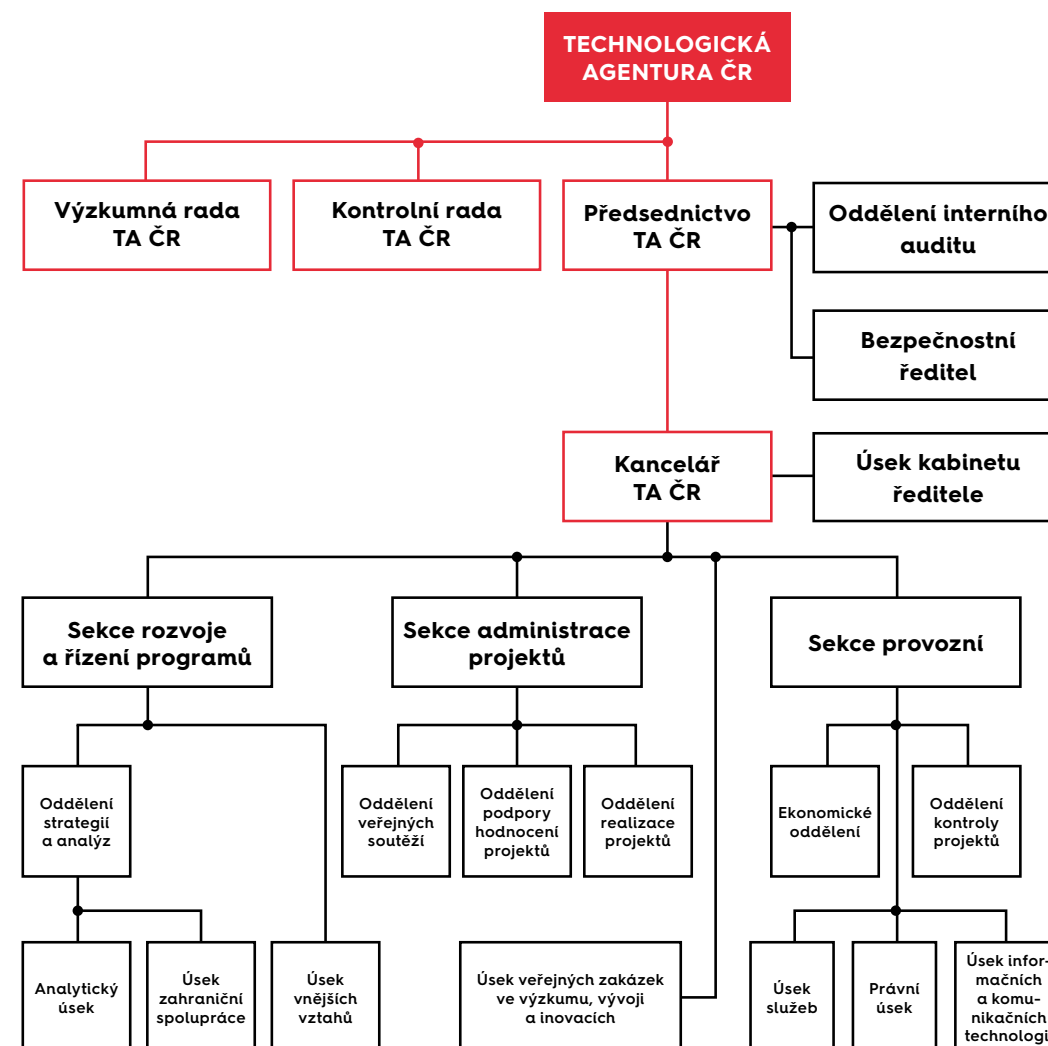 TECHNOLOGICKÁ
AGENTURA ČR
Výzkumná rada
TA ČR
Kontrolní rada
TA ČR
Předsednictvo
TA ČR
Oddělení interního
auditu
Bezpečnostní
ředitel
Kancelář
TA ČR
Úsek kabinetu
ředitele
Sekce rozvoje
a řízení programů
Sekce administrace
projektů
Sekce provozní
Oddělení
strategií
a analýz
Oddělení
veřejných
soutěží
Oddělení
podpory
hodnocení
projektů
Oddělení
realizace
projektů
Ekonomické
oddělení
Oddělení
kontroly
projektů
Analytický
úsek
Úsek
zahraniční
spolupráce
Úsek
vnějších
vztahů
Úsek veřejných zakázek
ve výzkumu, vývoji
a inovacích
Úsek
služeb
Právní
úsek
Úsek infor-
mačních
a komu-
nikačních
technologi